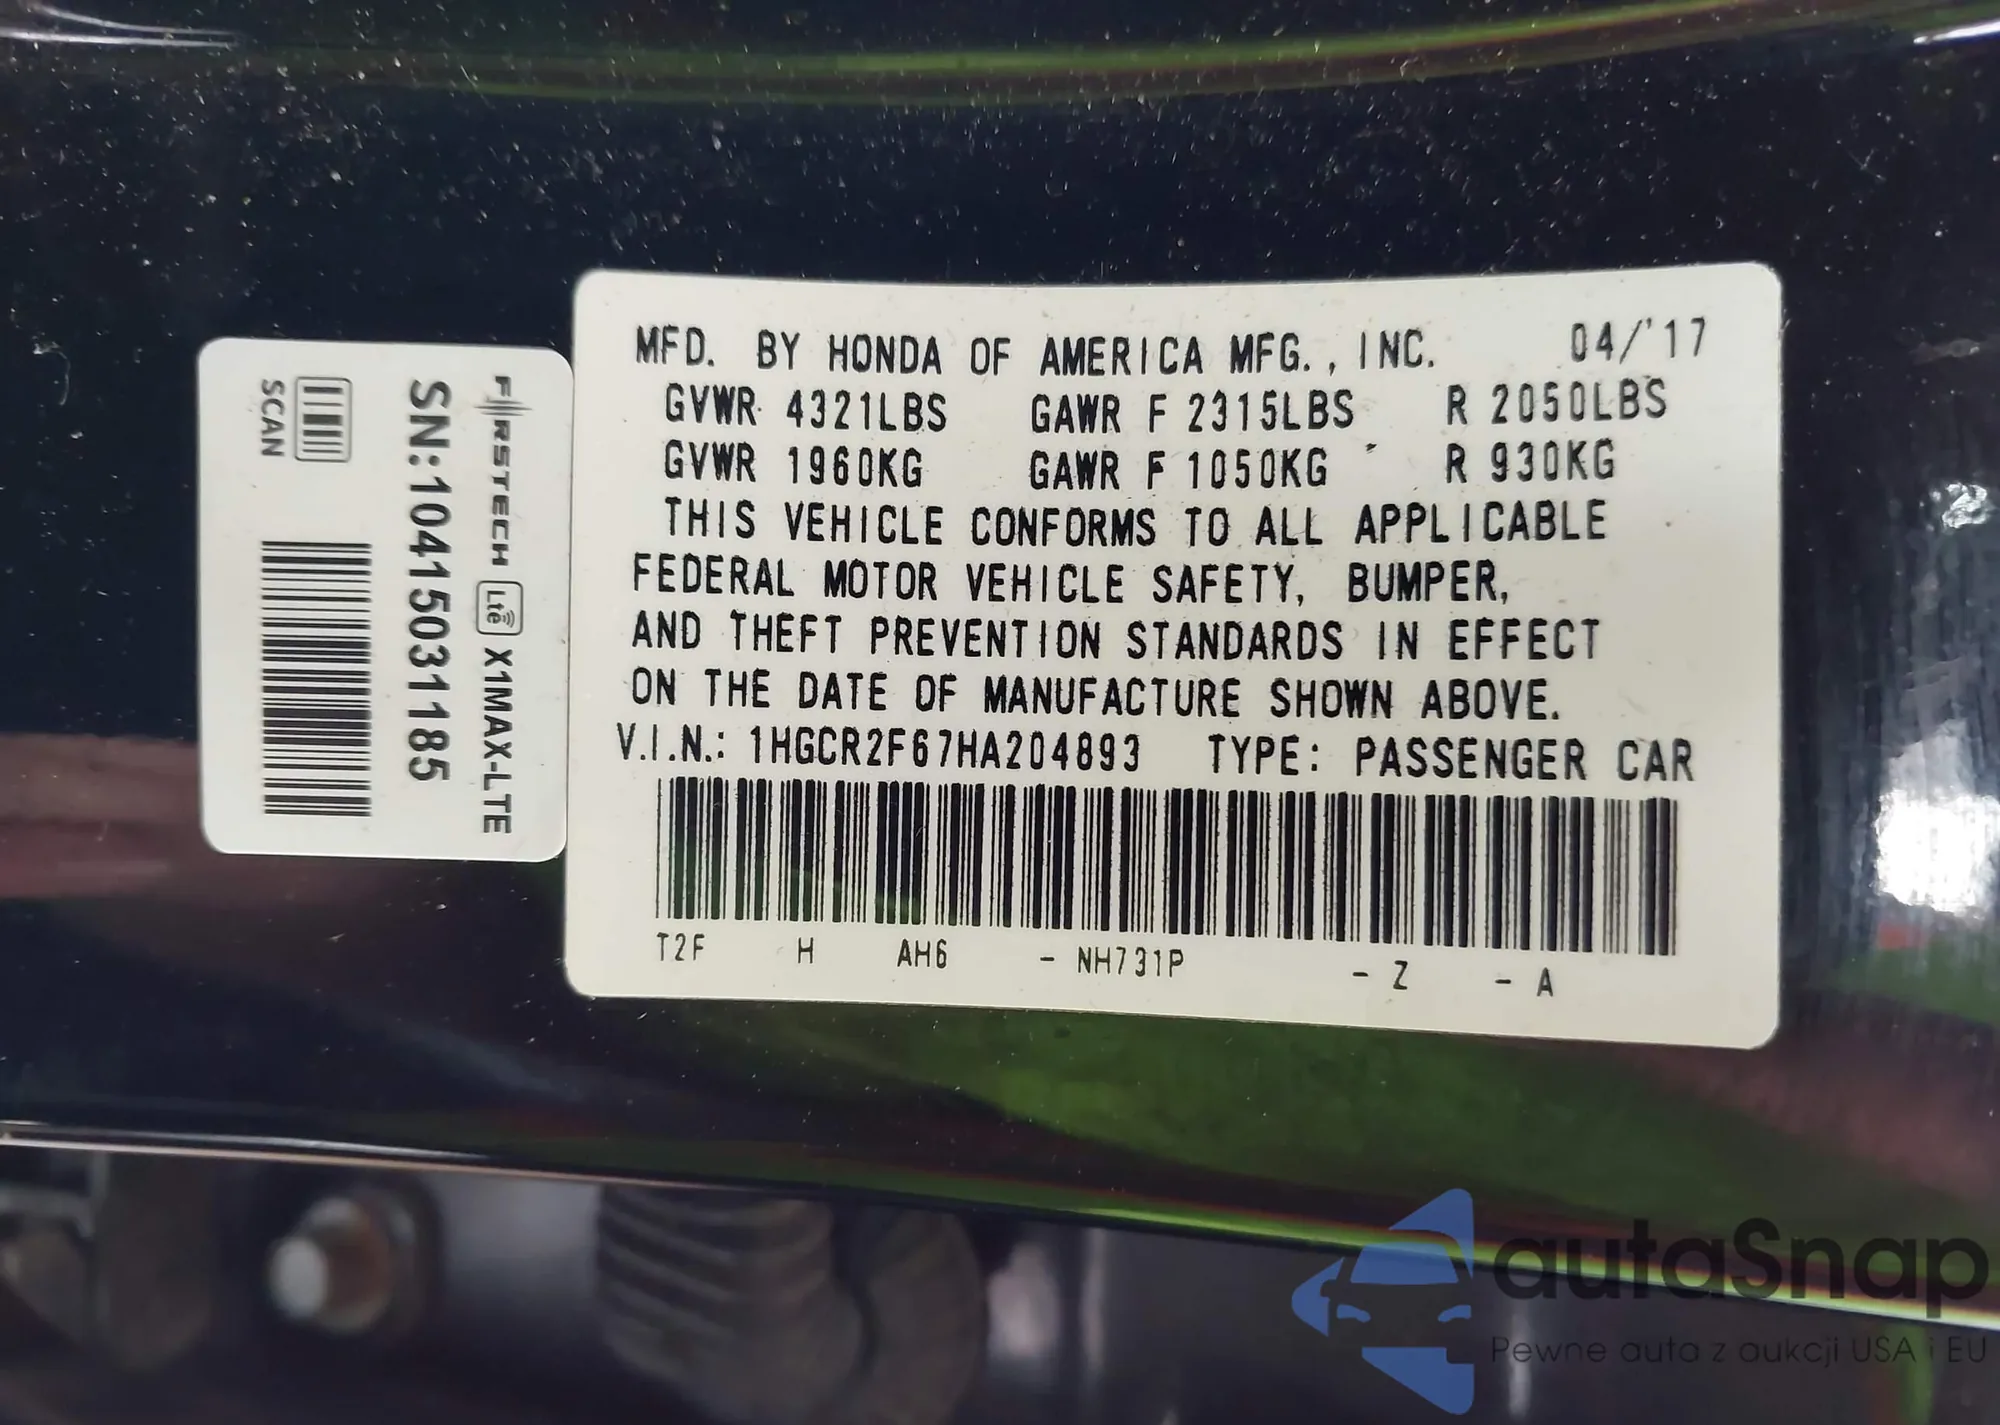 SCAN
SN:10415031185
FIRSTECH Lte X1MAX-LTE
MFD. BY HONDA OF AMERICA MFG., INC. 04/'17
GVWR 4321LBS GAWR F 2315LBS R 2050LBS
GVWR 1960KG GAWR F 1050KG R 930KG
THIS VEHICLE CONFORMS TO ALL APPLICABLE
FEDERAL MOTOR VEHICLE SAFETY, BUMPER,
AND THEFT PREVENTION STANDARDS IN EFFECT
ON THE DATE OF MANUFACTURE SHOWN ABOVE.
V.I.N.: 1HGCR2F67HA204893 TYPE: PASSENGER CAR
T2F H AH6 - NH731P - Z - A
autaSnap
Pewne auta z aukcji USA i EU